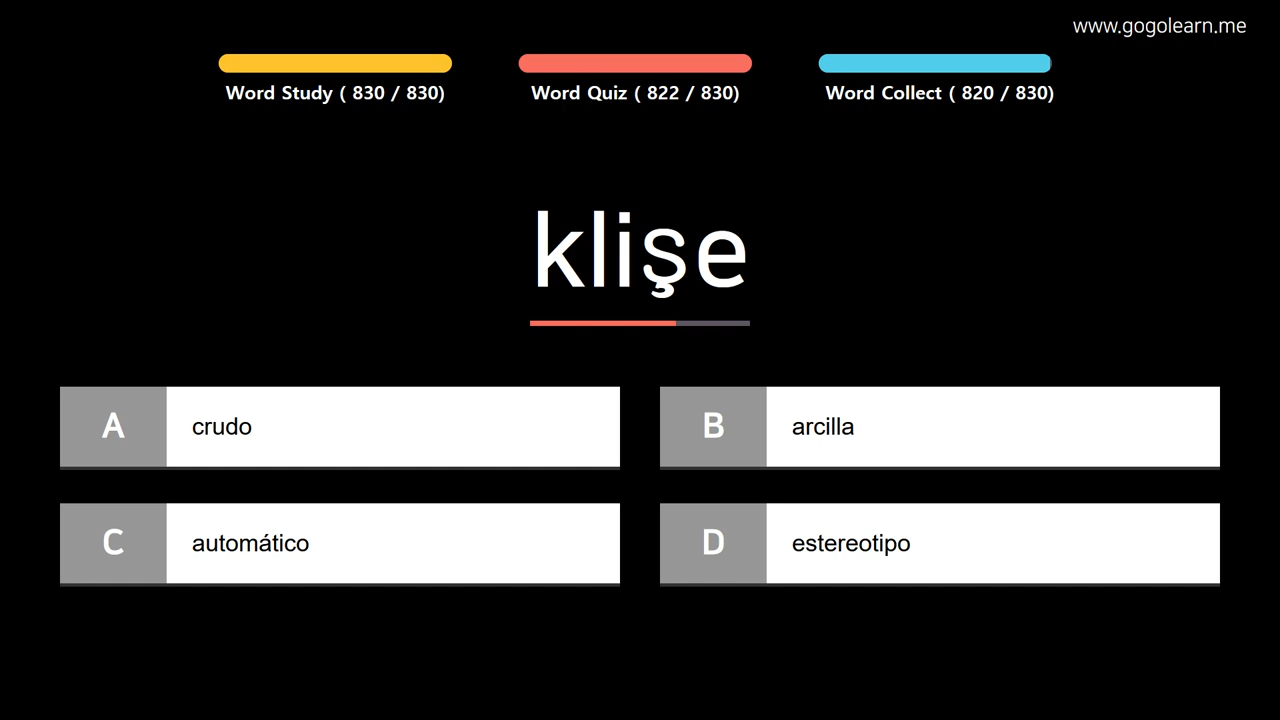 www.gogolearn.me
Word Study ( 830 / 830)
Word Quiz ( 822 / 830)
Word Collect ( 820 / 830)
klişe
A
crudo
B
arcilla
C
automático
D
estereotipo